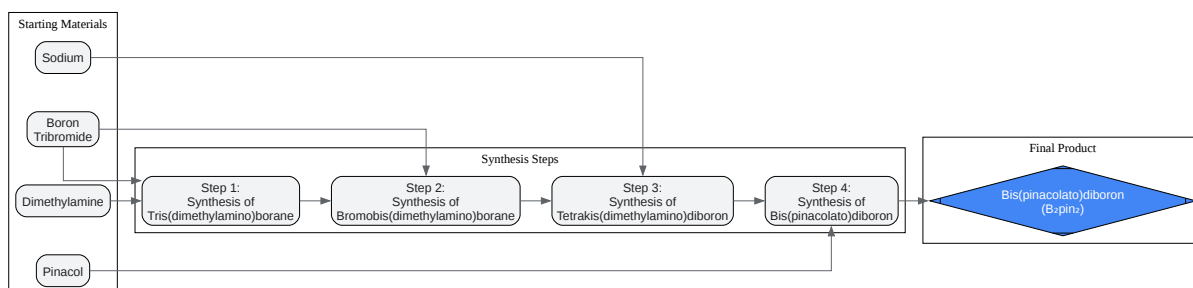 Starting Materials
Sodium
Boron
Tribromide
Dimethylamine
Pinacol
Synthesis Steps
Step 1:
Synthesis of
Tris(dimethylamino)borane
Step 2:
Synthesis of
Bromobis(dimethylamino)borane
Step 3:
Synthesis of
Tetrakis(dimethylamino)diboron
Step 4:
Synthesis of
Bis(pinacolato)diboron
Final Product
Bis(pinacolato)diboron
(B₂pin₂)